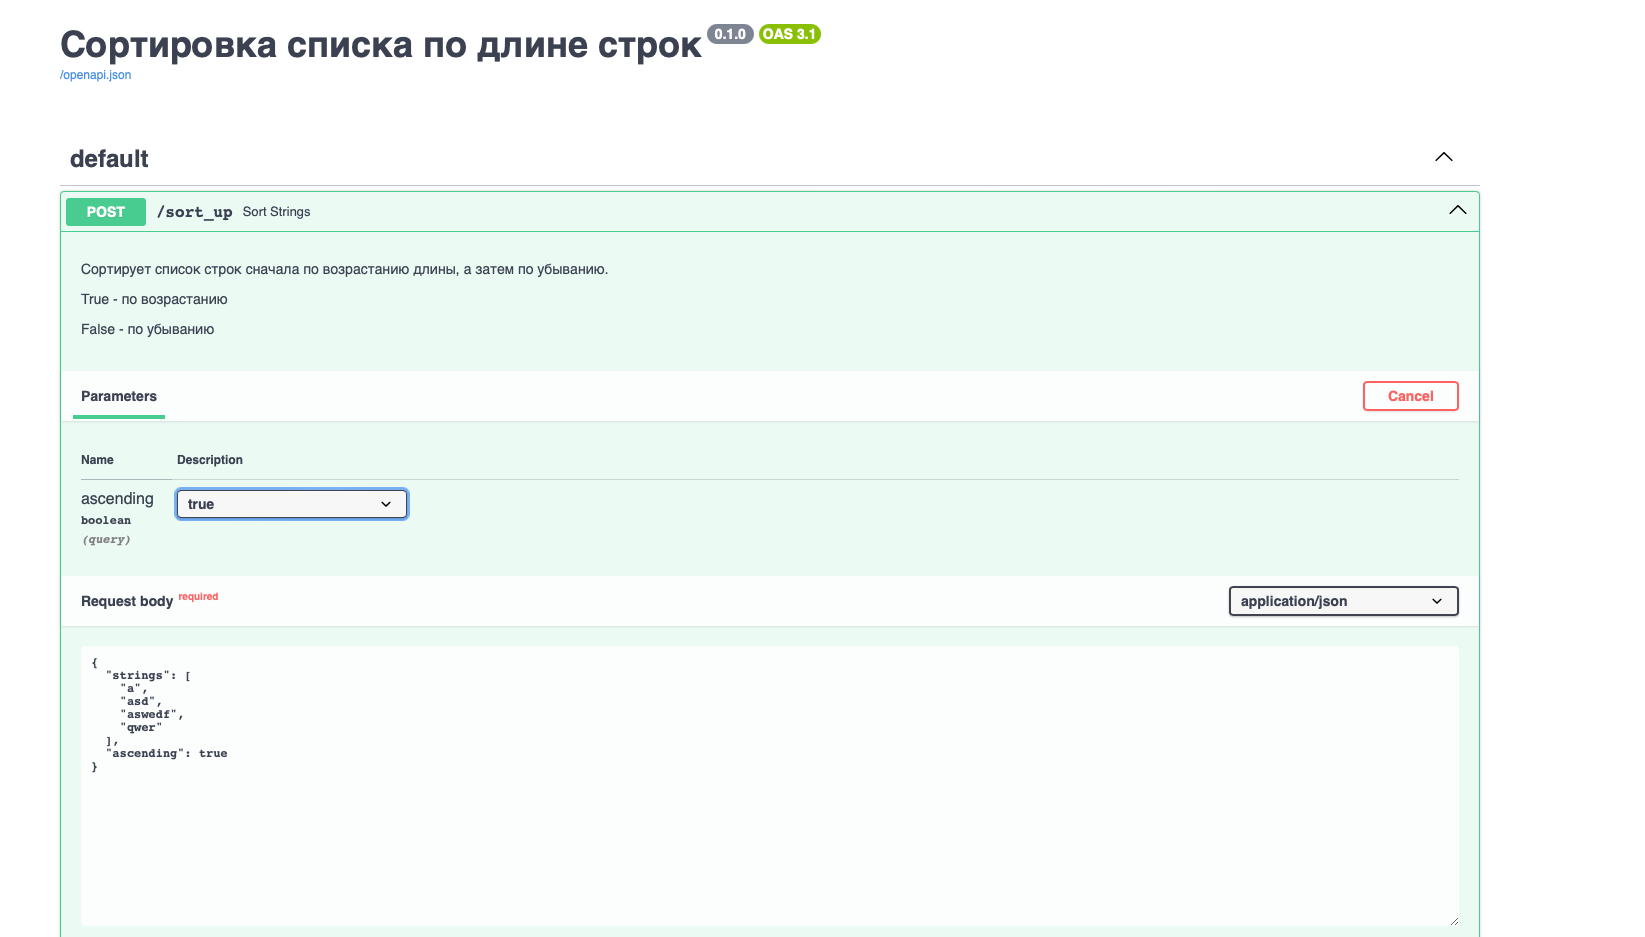 Сортировка списка по длине строк 0.1.0 OAS 3.1
/openapi.json
default
POST /sort_up Sort Strings
Сортирует список строк сначала по возрастанию длины, а затем по убыванию.
True - по возрастанию
False - по убыванию
Parameters Cancel
Name Description
ascending true
boolean
(query)
Request body required application/json
{
"strings": [
"a",
"asd",
"aswedf",
"qwer"
],
"ascending": true
}